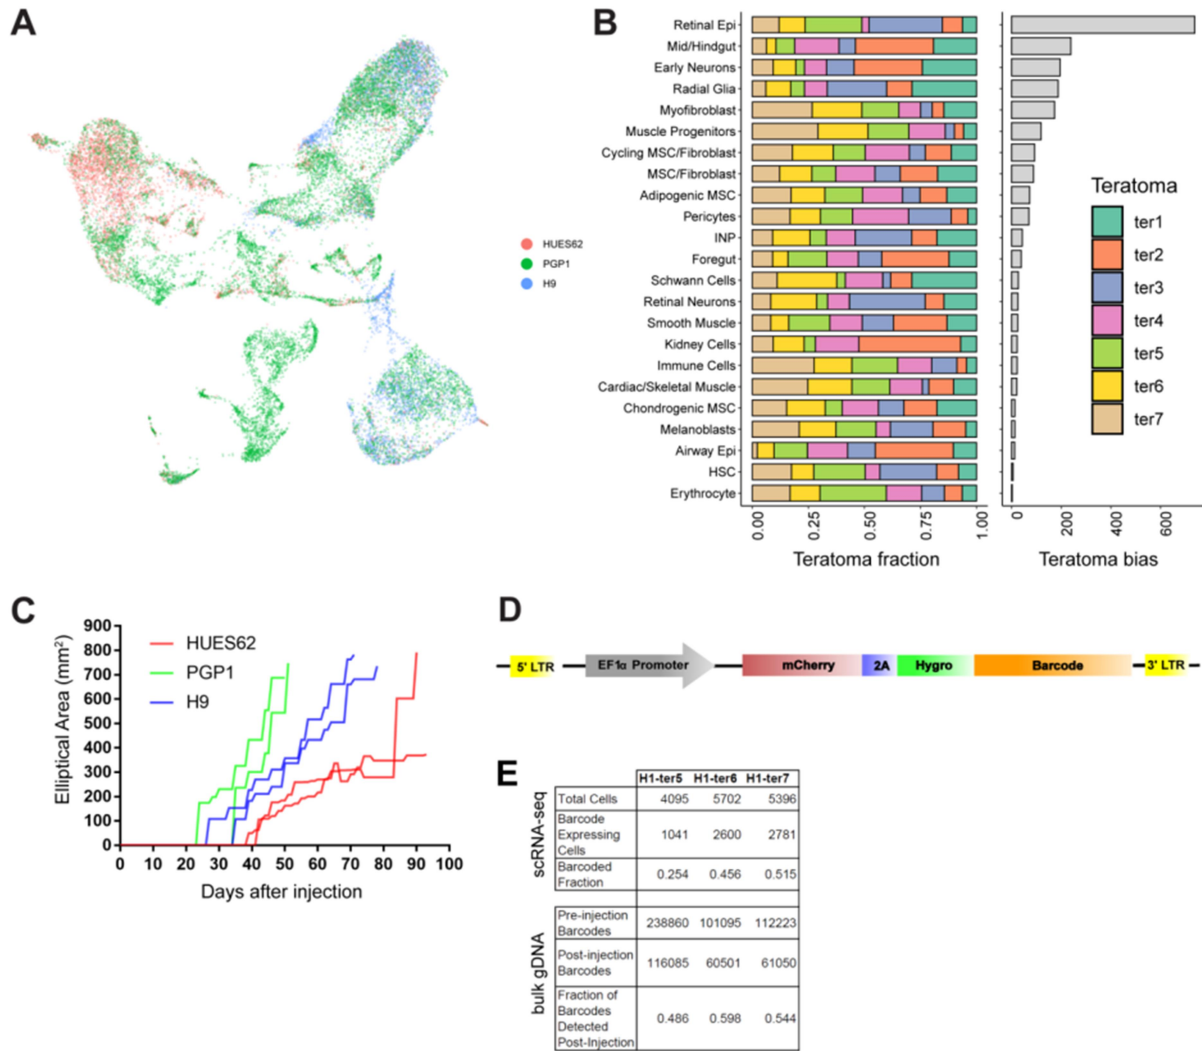 A
HUES62
PGP1
H9
B
Retinal Epi
Mid/Hindgut
Early Neurons
Radial Glia
Myofibroblast
Muscle Progenitors
Cycling MSC/Fibroblast
MSC/Fibroblast
Adipogenic MSC
Pericytes
INP
Foregut
Schwann Cells
Retinal Neurons
Smooth Muscle
Kidney Cells
Immune Cells
Cardiac/Skeletal Muscle
Chondrogenic MSC
Melanoblasts
Airway Epi
HSC
Erythrocyte
0.00 0.25 0.50 0.75 1.00
Teratoma fraction
0 200 400 600
Teratoma bias
Teratoma
ter1
ter2
ter3
ter4
ter5
ter6
ter7
C
Elliptical Area (mm²)
900
800
700
600
500
400
300
200
100
0
HUES62
PGP1
H9
0 10 20 30 40 50 60 70 80 90 100
Days after injection
D
5' LTR EF1α Promoter mCherry 2A Hygro Barcode 3' LTR
E
H1-ter5 H1-ter6 H1-ter7
scRNA-seq
Total Cells 4095 5702 5396
Barcode
Expressing 1041 2600 2781
Cells
Barcoded 0.254 0.456 0.515
Fraction
bulk gDNA
Pre-injection 238860 101095 112223
Barcodes
Post-injection 116085 60501 61050
Barcodes
Fraction of
Barcodes 0.486 0.598 0.544
Detected
Post-Injection